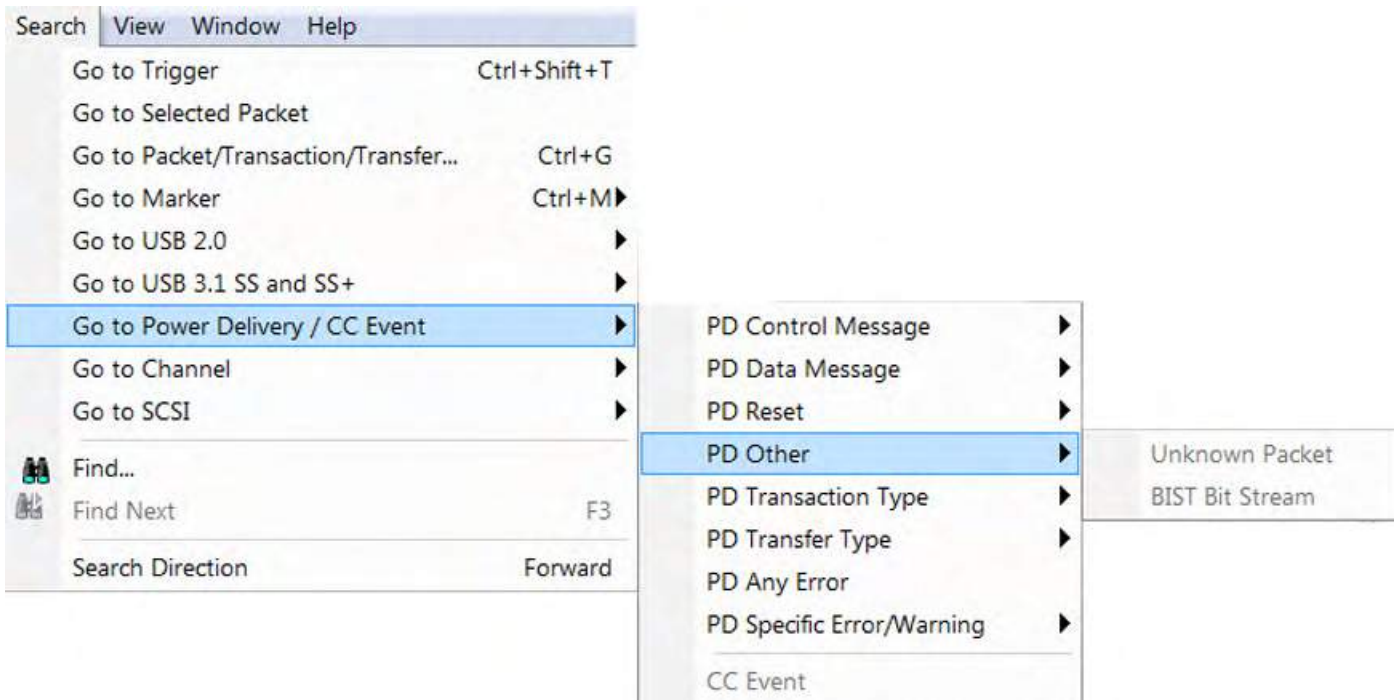 Search View Window Help
Go to Trigger Ctrl+Shift+T
Go to Selected Packet
Go to Packet/Transaction/Transfer... Ctrl+G
Go to Marker Ctrl+M
Go to USB 2.0
Go to USB 3.1 SS and SS+
Go to Power Delivery / CC Event
Go to Channel
Go to SCSI
Find...
Find Next F3
Search Direction Forward
PD Control Message
PD Data Message
PD Reset
PD Other
PD Transaction Type
PD Transfer Type
PD Any Error
PD Specific Error/Warning
CC Event
Unknown Packet
BIST Bit Stream